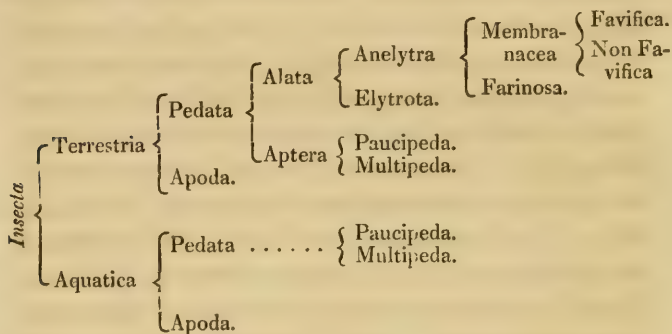 Favifica.
Membra- Non Fa-
nacea vifica
Anelytra
Farinosa.
Alata
Elytrota.
Pedata
Aptera Paucipeda.
Multipeda.
Terrestria
Apoda.
Insecta
Pedata ...... Paucipeda.
Multipeda.
Aquatica
Apoda.